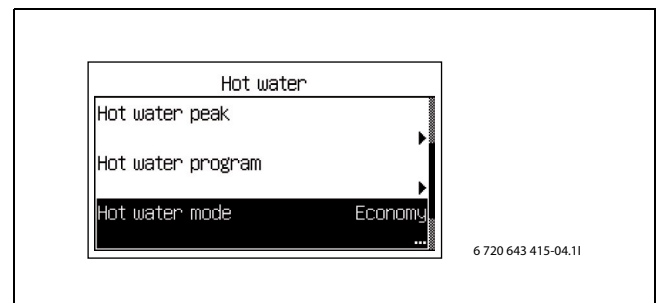 Hot water
Hot water peak
Hot water program
Hot water mode Economy
...
6 720 643 415-04.1I